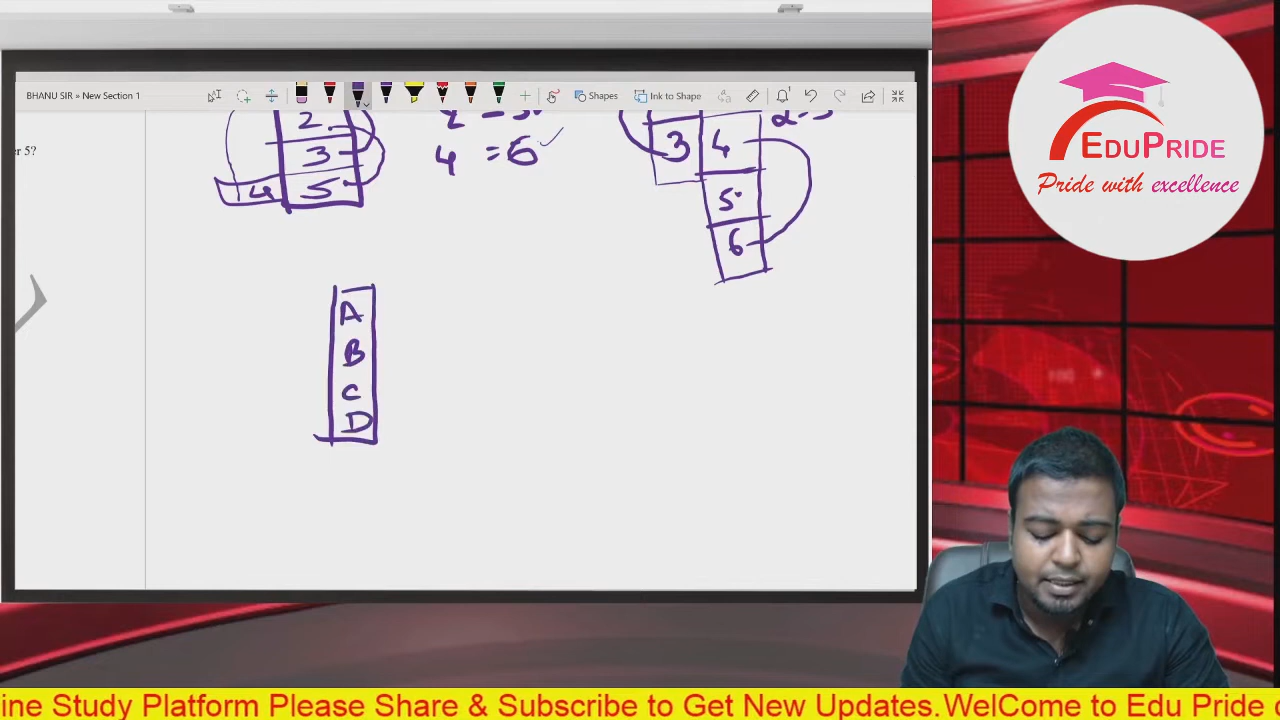 BHANU SIR » New Section 1
Shapes
Ink to Shape
er 5?
2
3
4 5
4 = 6
3 4
5
6
A
B
C
D
EDUPRIDE
Pride with excellence
ine Study Platform Please Share & Subscribe to Get New Updates.WelCome to Edu Pride